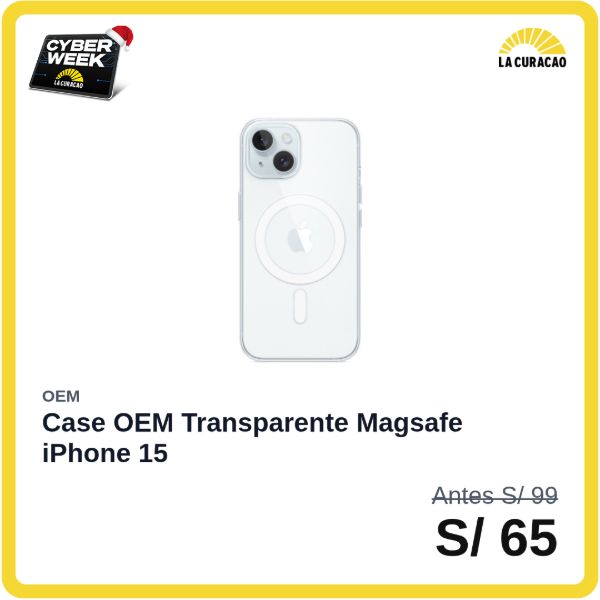 CYBER
WEEK
LA CURACAO
LA CURACAO
OEM
Case OEM Transparente Magsafe
iPhone 15
Antes S/ 99
S/ 65